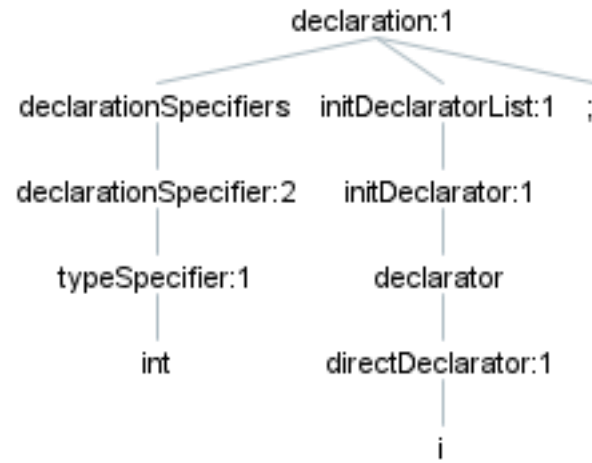 declaration:1
declarationSpecifiers initDeclaratorList:1 ;
declarationSpecifier:2 initDeclarator:1
typeSpecifier:1 declarator
int directDeclarator:1
i